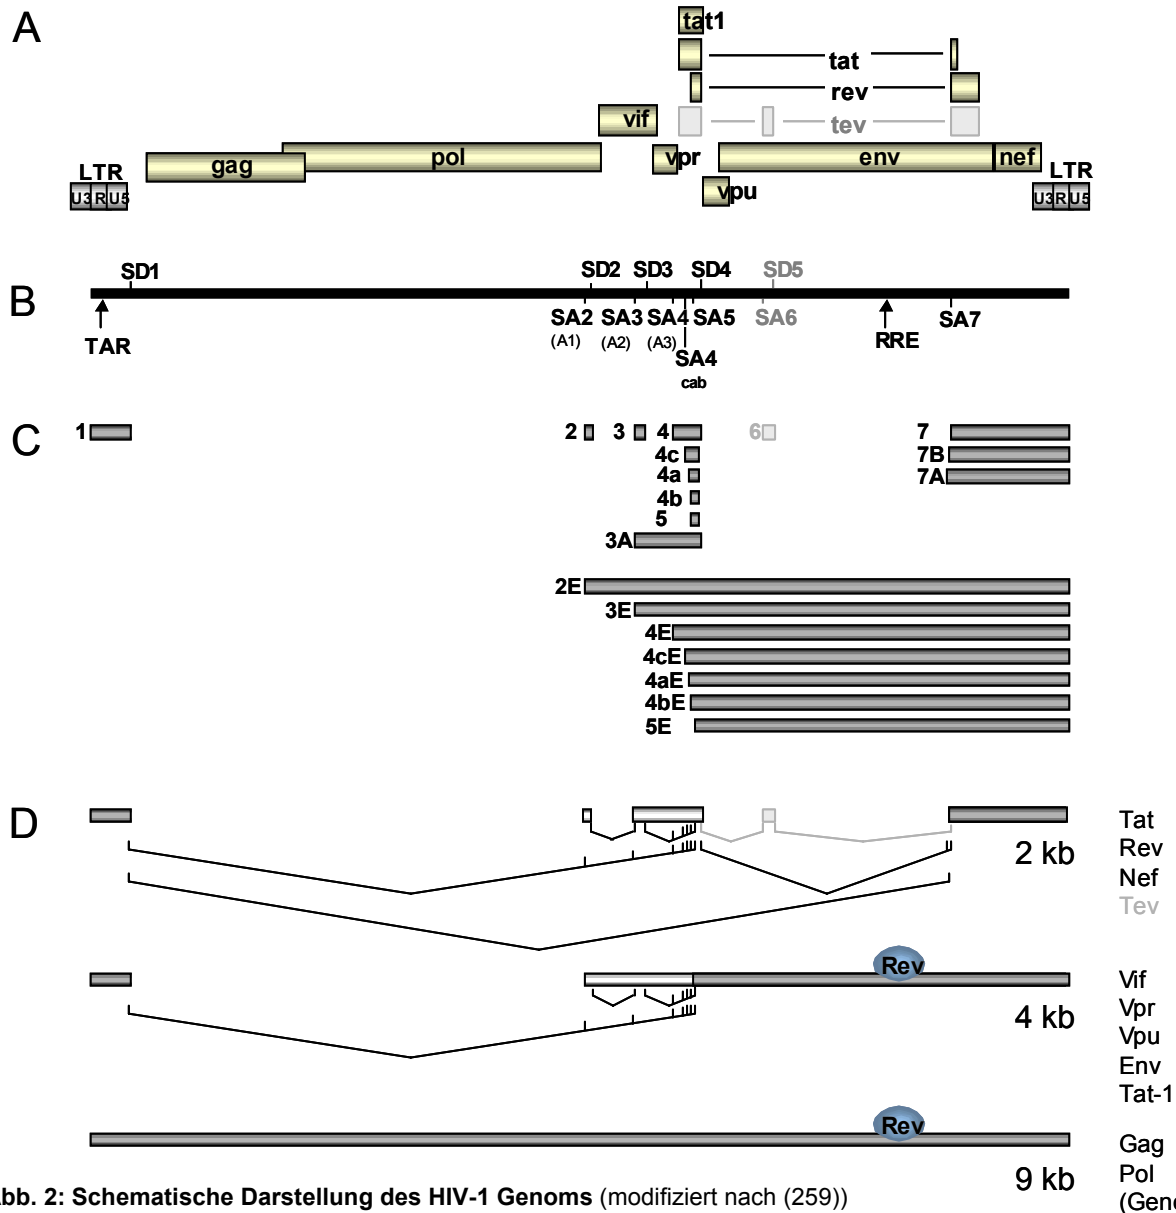 A
tat1
tat
rev
tev
vif
gag
pol
vpr
env
nef
LTR
U3 R U5
vpu
LTR
U3 R U5
B
SD1 SD2 SD3 SD4 SD5
TAR
SA2 SA3 SA4 SA5 SA6 RRE SA7
(A1) (A2) (A3)
SA4
cab
C
1 2 3 4 6 7
4c 7B
4a 7A
4b
5
3A
2E
3E
4E
4cE
4aE
4bE
5E
D
2 kb
Tat
Rev
Nef
Tev
Rev
4 kb
Vif
Vpr
Vpu
Env
Tat-1
Rev
9 kb
Gag
Pol
(Gen
bb. 2: Schematische Darstellung des HIV-1 Genoms (modifiziert nach (259))